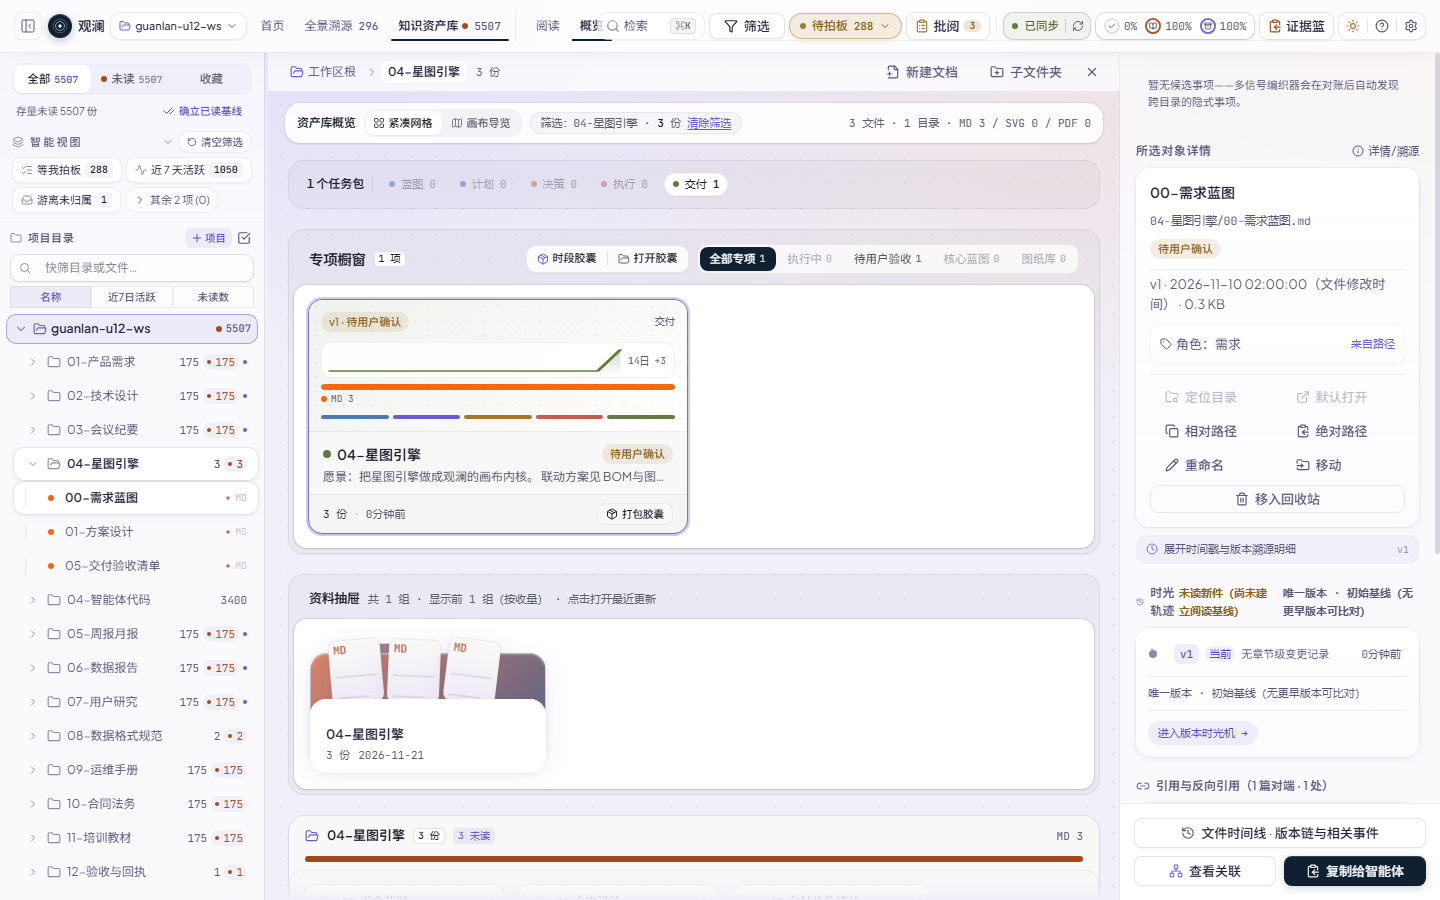 观澜 guanlan-u12-ws 首页 全景溯源 296 知识资产库 5507 阅读 概览 检索 ⌘K 筛选 待拍板 288 批阅 3 已同步 0% 100% 100% 证据篮
全部 5507 未读 5507 收藏
存量未读 5507 份 确立已读基线
智能视图 清空筛选
等我拍板 288 近 7 天活跃 1050
游离未归属 1 其余 2 项 (0)
项目目录 + 项目
快筛目录或文件...
名称 近7日活跃 未读数
guanlan-u12-ws 5507
01-产品需求 175 175
02-技术设计 175 175
03-会议纪要 175 175
04-星图引擎 3 3
00-需求蓝图 MD
01-方案设计 MD
05-交付验收清单 MD
04-智能体代码 3400
05-周报月报 175 175
06-数据报告 175 175
07-用户研究 175 175
08-数据格式规范 2 2
09-运维手册 175 175
10-合同法务 175 175
11-培训教材 175 175
12-验收与回执 1 1
工作区根 04-星图引擎 3 份 新建文档 子文件夹
资产库概览 紧凑网格 画布导览 筛选: 04-星图引擎 · 3 份 清除筛选 3 文件 · 1 目录 · MD 3 / SVG 0 / PDF 0
1 个任务包 蓝图 0 计划 0 决策 0 执行 0 交付 1
专项橱窗 1 项 时段胶囊 打开胶囊 全部专项 1 执行中 0 待用户验收 1 核心蓝图 0 图纸库 0
v1 · 待用户确认 交付
14日 +3
MD 3
04-星图引擎 待用户确认
愿景：把星图引擎做成观澜的画布内核。 联动方案见 BOM与图...
3 份 · 0分钟前 打包胶囊
资料抽屉 共 1 组 · 显示前 1 组（按收量） · 点击打开最近更新
MD MD MD
04-星图引擎
3 份 2026-11-21
04-星图引擎 3 份 3 未读 MD 3
暂无候选事项——多信号编织器会在对账后自动发现
跨目录的隐式事项。
所选对象详情 详情/溯源
00-需求蓝图
04-星图引擎/00-需求蓝图.md
待用户确认
v1 · 2026-11-10 02:00:00（文件修改时
间） · 0.3 KB
角色：需求 来自路径
定位目录 默认打开
相对路径 绝对路径
重命名 移动
移入回收站
展开时间戳与版本溯源明细 v1
时光 未读新件（尚未建 唯一版本 · 初始基线（无
轨迹 立阅读基线） 更早版本可比对）
v1 当前 无章节级变更记录 0分钟前
唯一版本 · 初始基线（无更早版本可比对）
进入版本时光机 →
引用与反向引用（1 篇对端 · 1 处）
文件时间线 · 版本链与相关事件
查看关联 复制给智能体